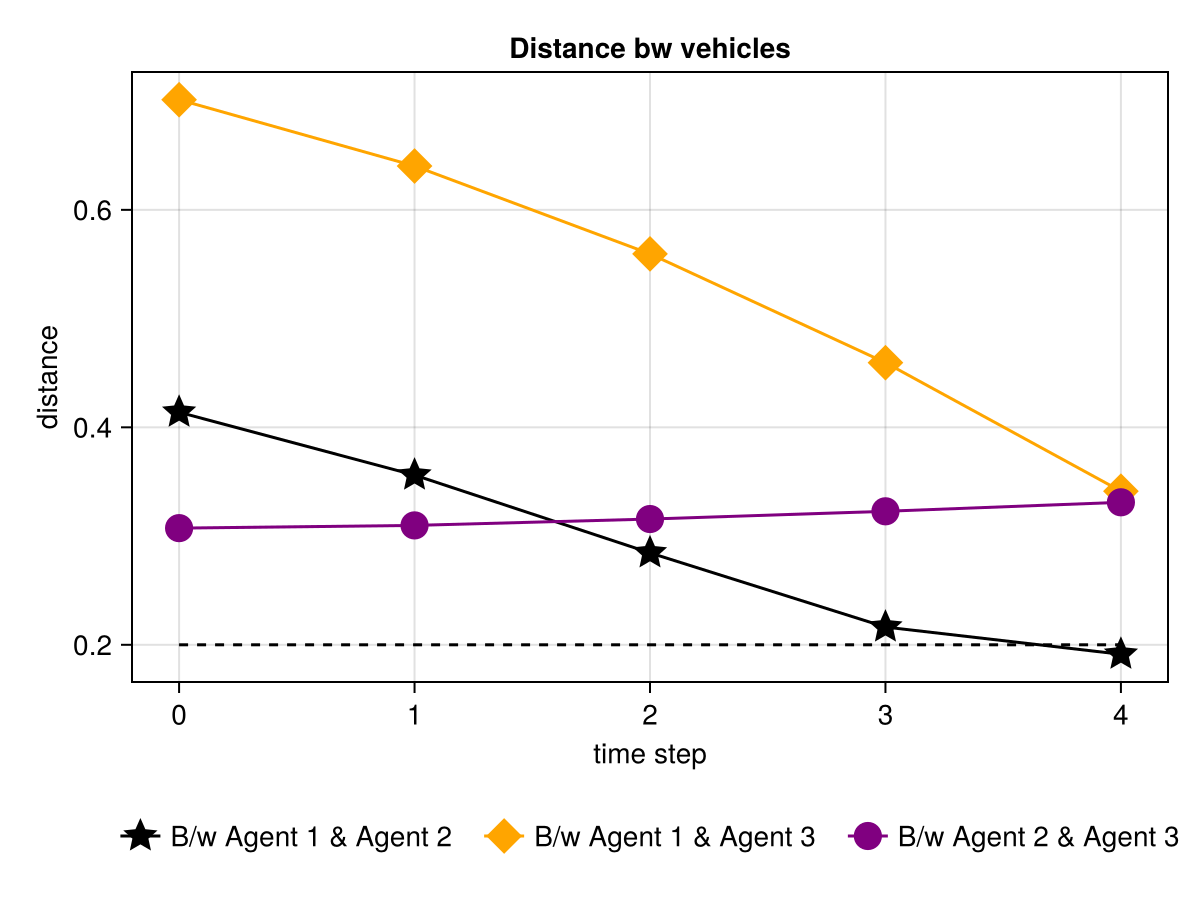 Distance bw vehicles
distance
0.6
0.4
0.2
0 1 2 3 4
time step
B/w Agent 1 & Agent 2 B/w Agent 1 & Agent 3 B/w Agent 2 & Agent 3